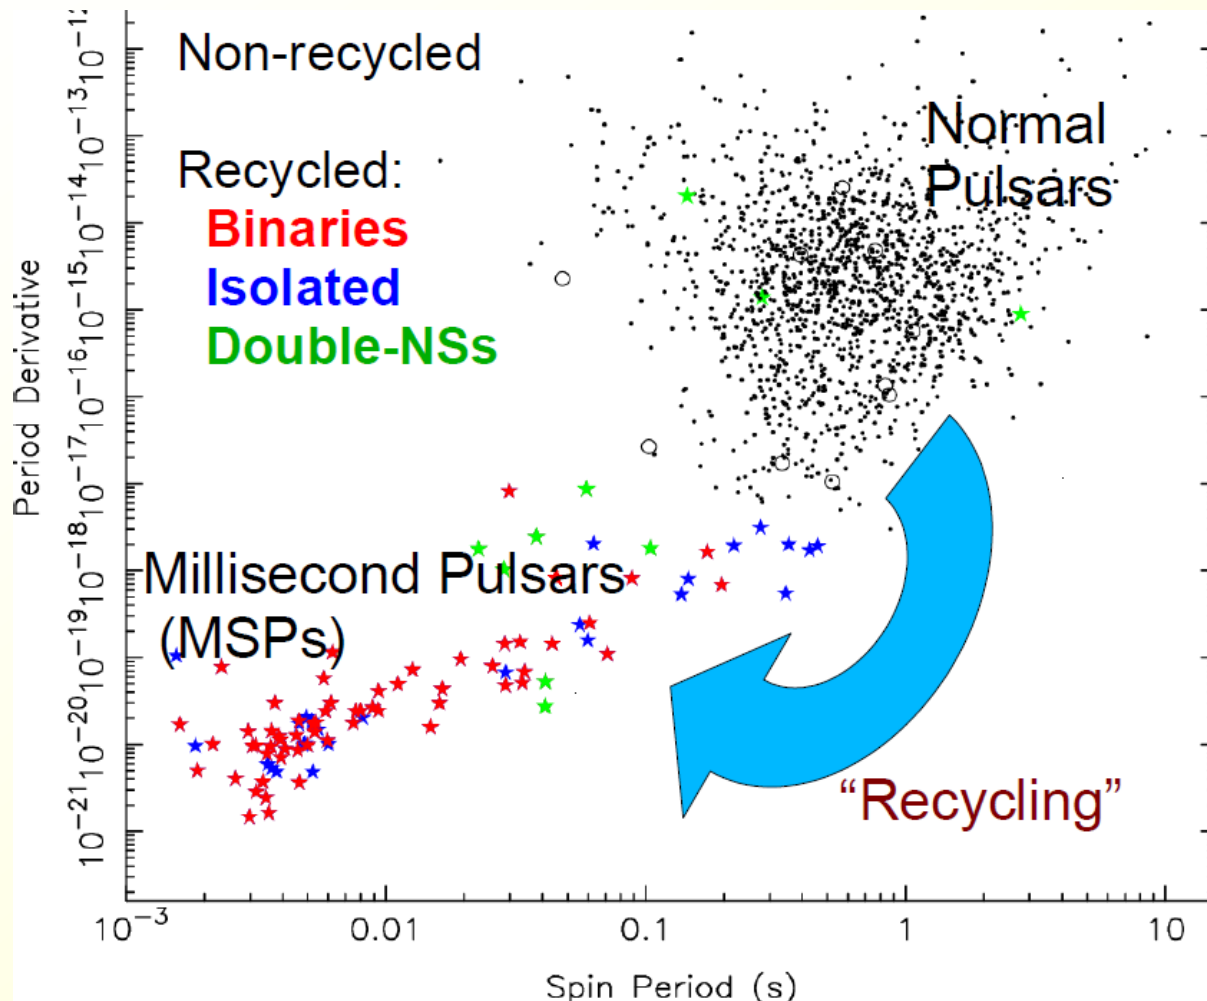 Non-recycled
Recycled:
Binaries
Isolated
Double-NSs
Normal
Pulsars
Millisecond Pulsars
(MSPs)
“Recycling”
Period Derivative
10⁻¹²
10⁻¹³
10⁻¹⁴
10⁻¹⁵
10⁻¹⁶
10⁻¹⁷
10⁻¹⁸
10⁻¹⁹
10⁻²⁰
10⁻²¹
10⁻³
0.01
0.1
1
10
Spin Period (s)